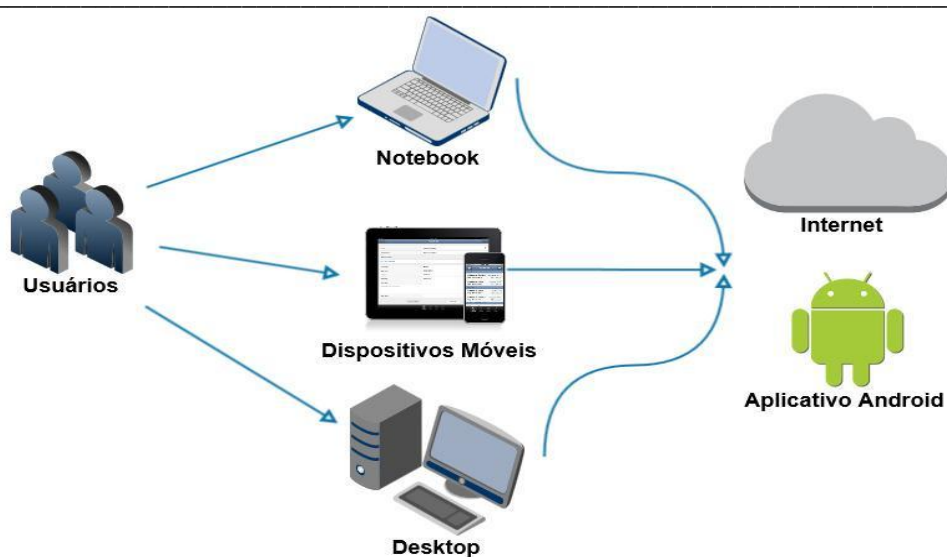 Notebook
Internet
Usuários
Dispositivos Móveis
Aplicativo Android
Desktop